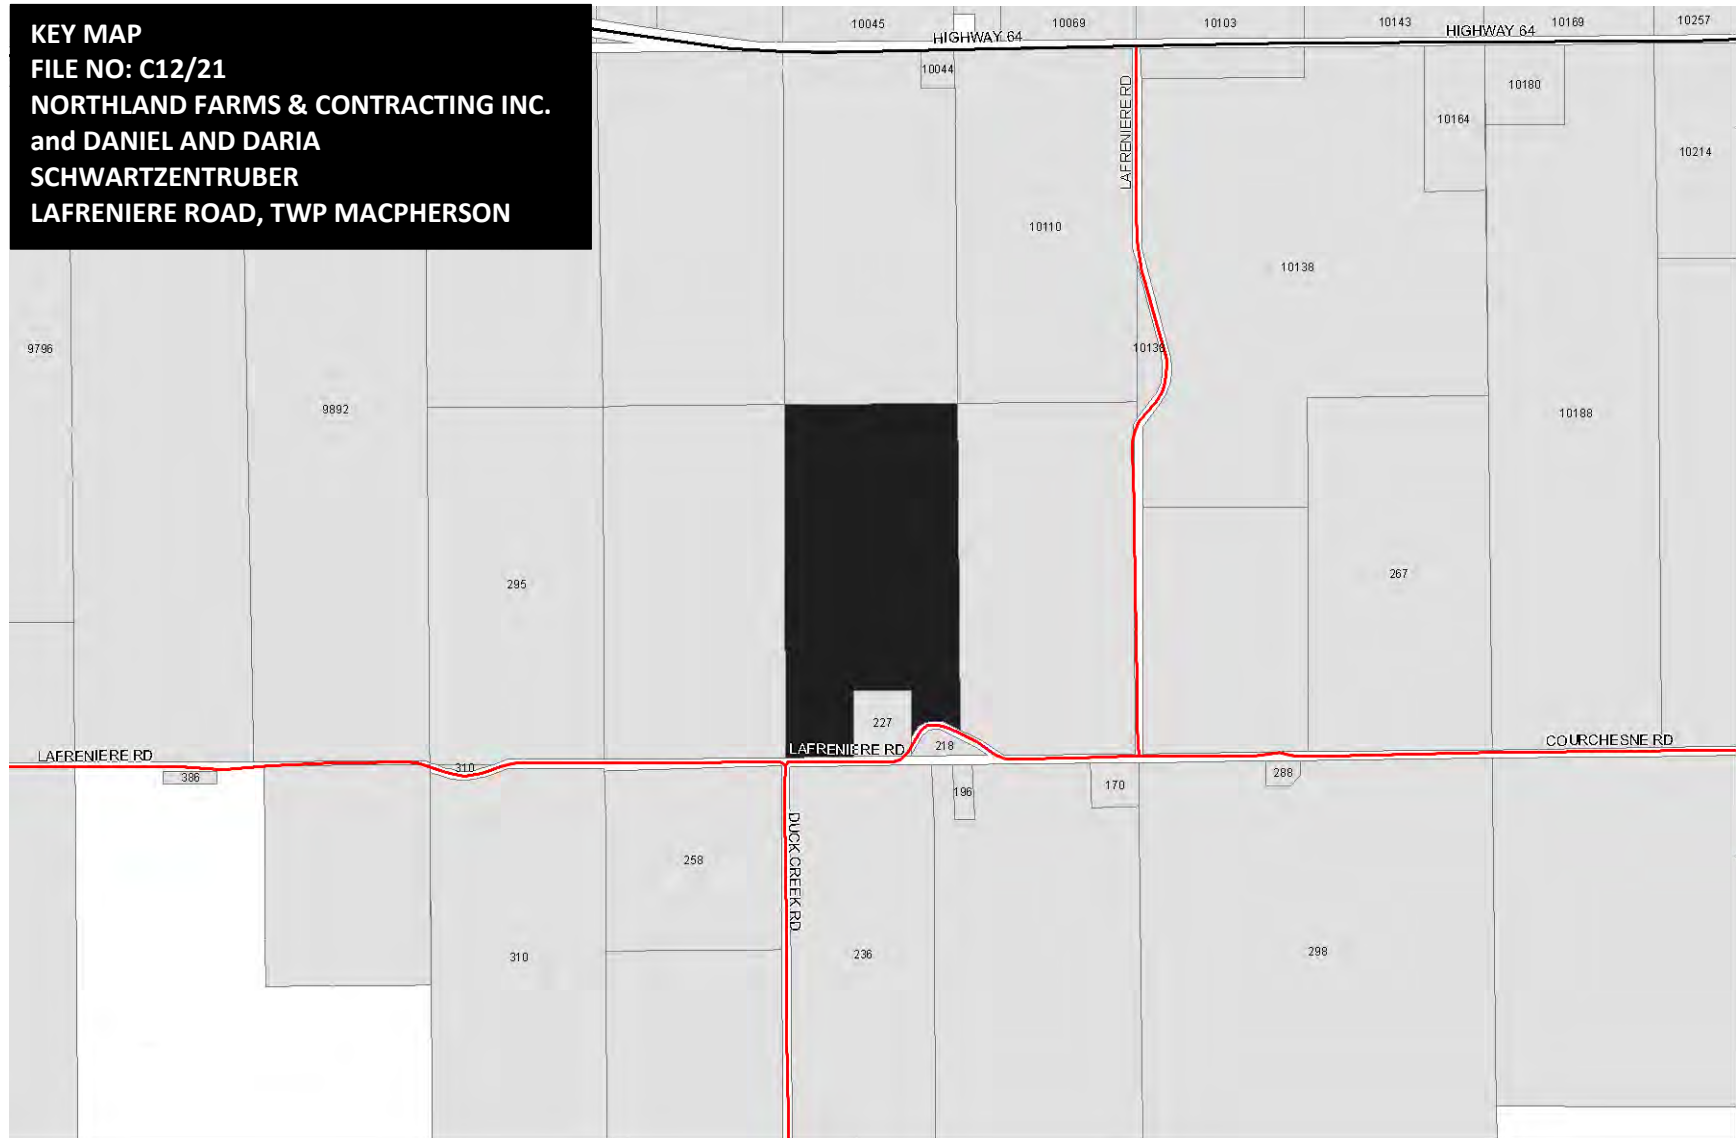 KEY MAP
FILE NO: C12/21
NORTHLAND FARMS & CONTRACTING INC.
and DANIEL AND DARIA
SCHWARTZENTRUBER
LAFRENIERE ROAD, TWP MACPHERSON
10045
10069
10103
10143
10169
10257
HIGHWAY 64
HIGHWAY 64
10044
10180
10164
10214
LAFRENIERE RD
10110
10138
9796
10136
9892
10188
295
267
227
218
LAFRENIERE RD
LAFRENIERE RD
COURCHESNE RD
310
386
288
170
196
DUCK CREEK RD
258
310
236
298